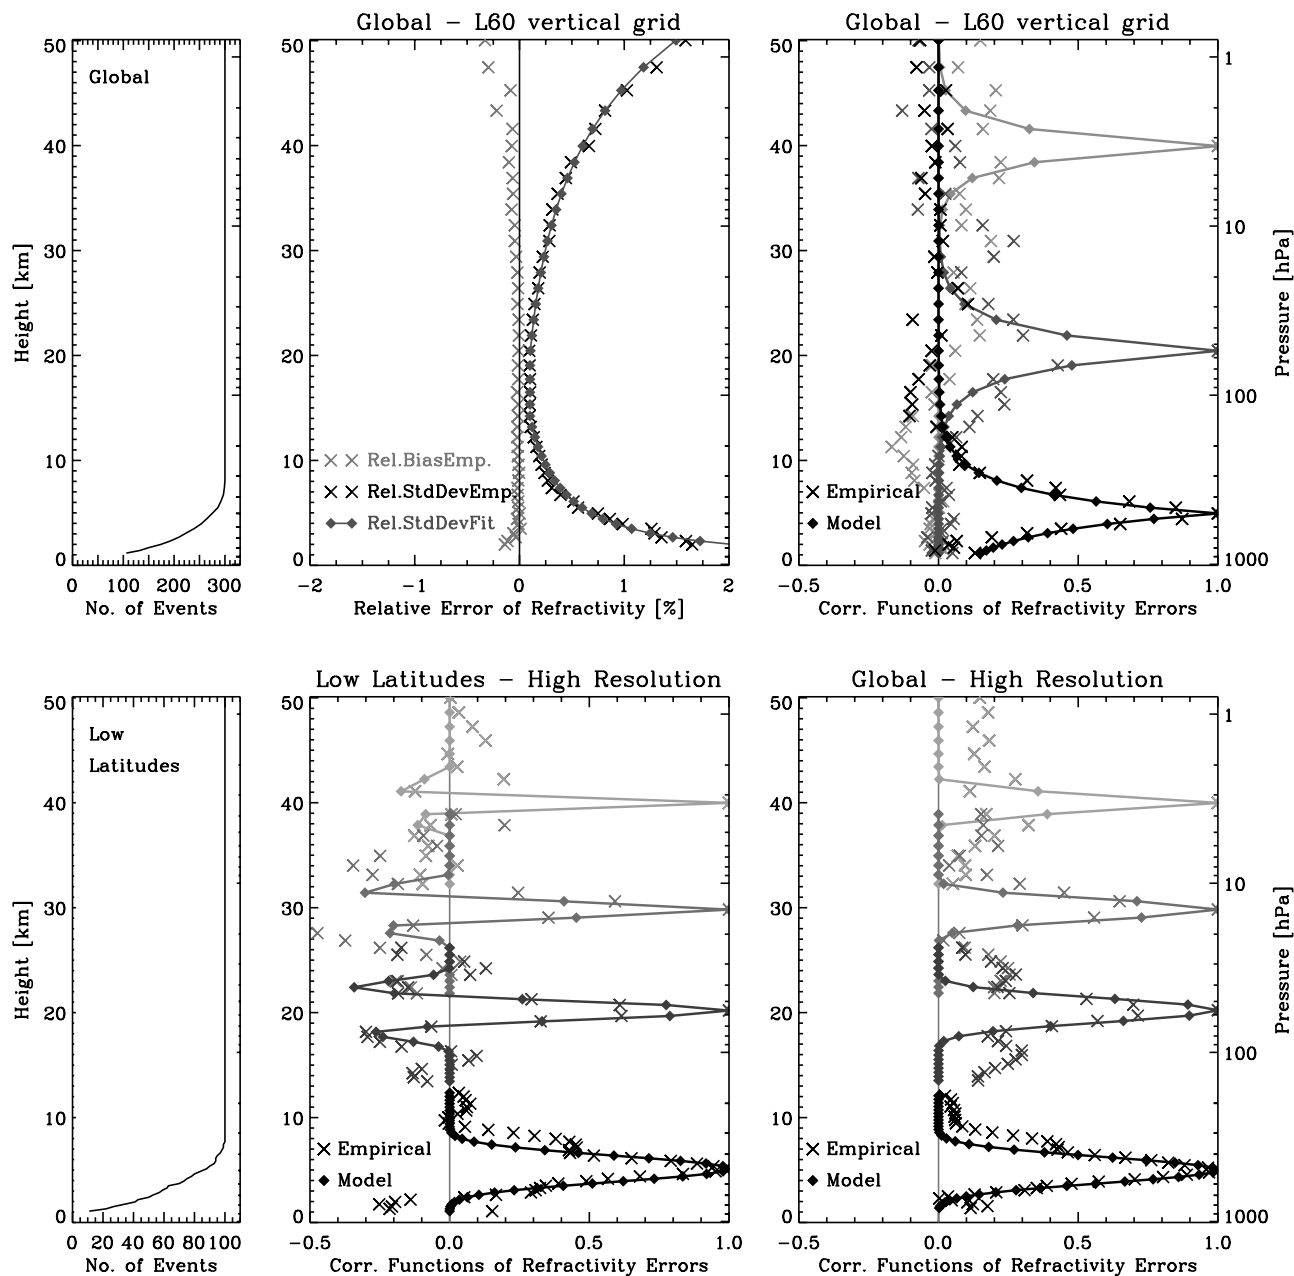 Global − L60 vertical grid
Global − L60 vertical grid
Global
50
40
30
20
10
0
Height [km]
0 100 200 300
No. of Events
50
40
30
20
10
0
Rel.BiasEmp.
Rel.StdDevEmp.
Rel.StdDevFit
−2 −1 0 1 2
Relative Error of Refractivity [%]
50
40
30
20
10
0
Empirical
Model
−0.5 0.0 0.5 1.0
Corr. Functions of Refractivity Errors
1
10
100
1000
Pressure [hPa]
Low Latitudes − High Resolution
Global − High Resolution
Low
Latitudes
50
40
30
20
10
0
Height [km]
0 20 40 60 80 100
No. of Events
50
40
30
20
10
0
Empirical
Model
−0.5 0.0 0.5 1.0
Corr. Functions of Refractivity Errors
50
40
30
20
10
0
Empirical
Model
−0.5 0.0 0.5 1.0
Corr. Functions of Refractivity Errors
1
10
100
1000
Pressure [hPa]